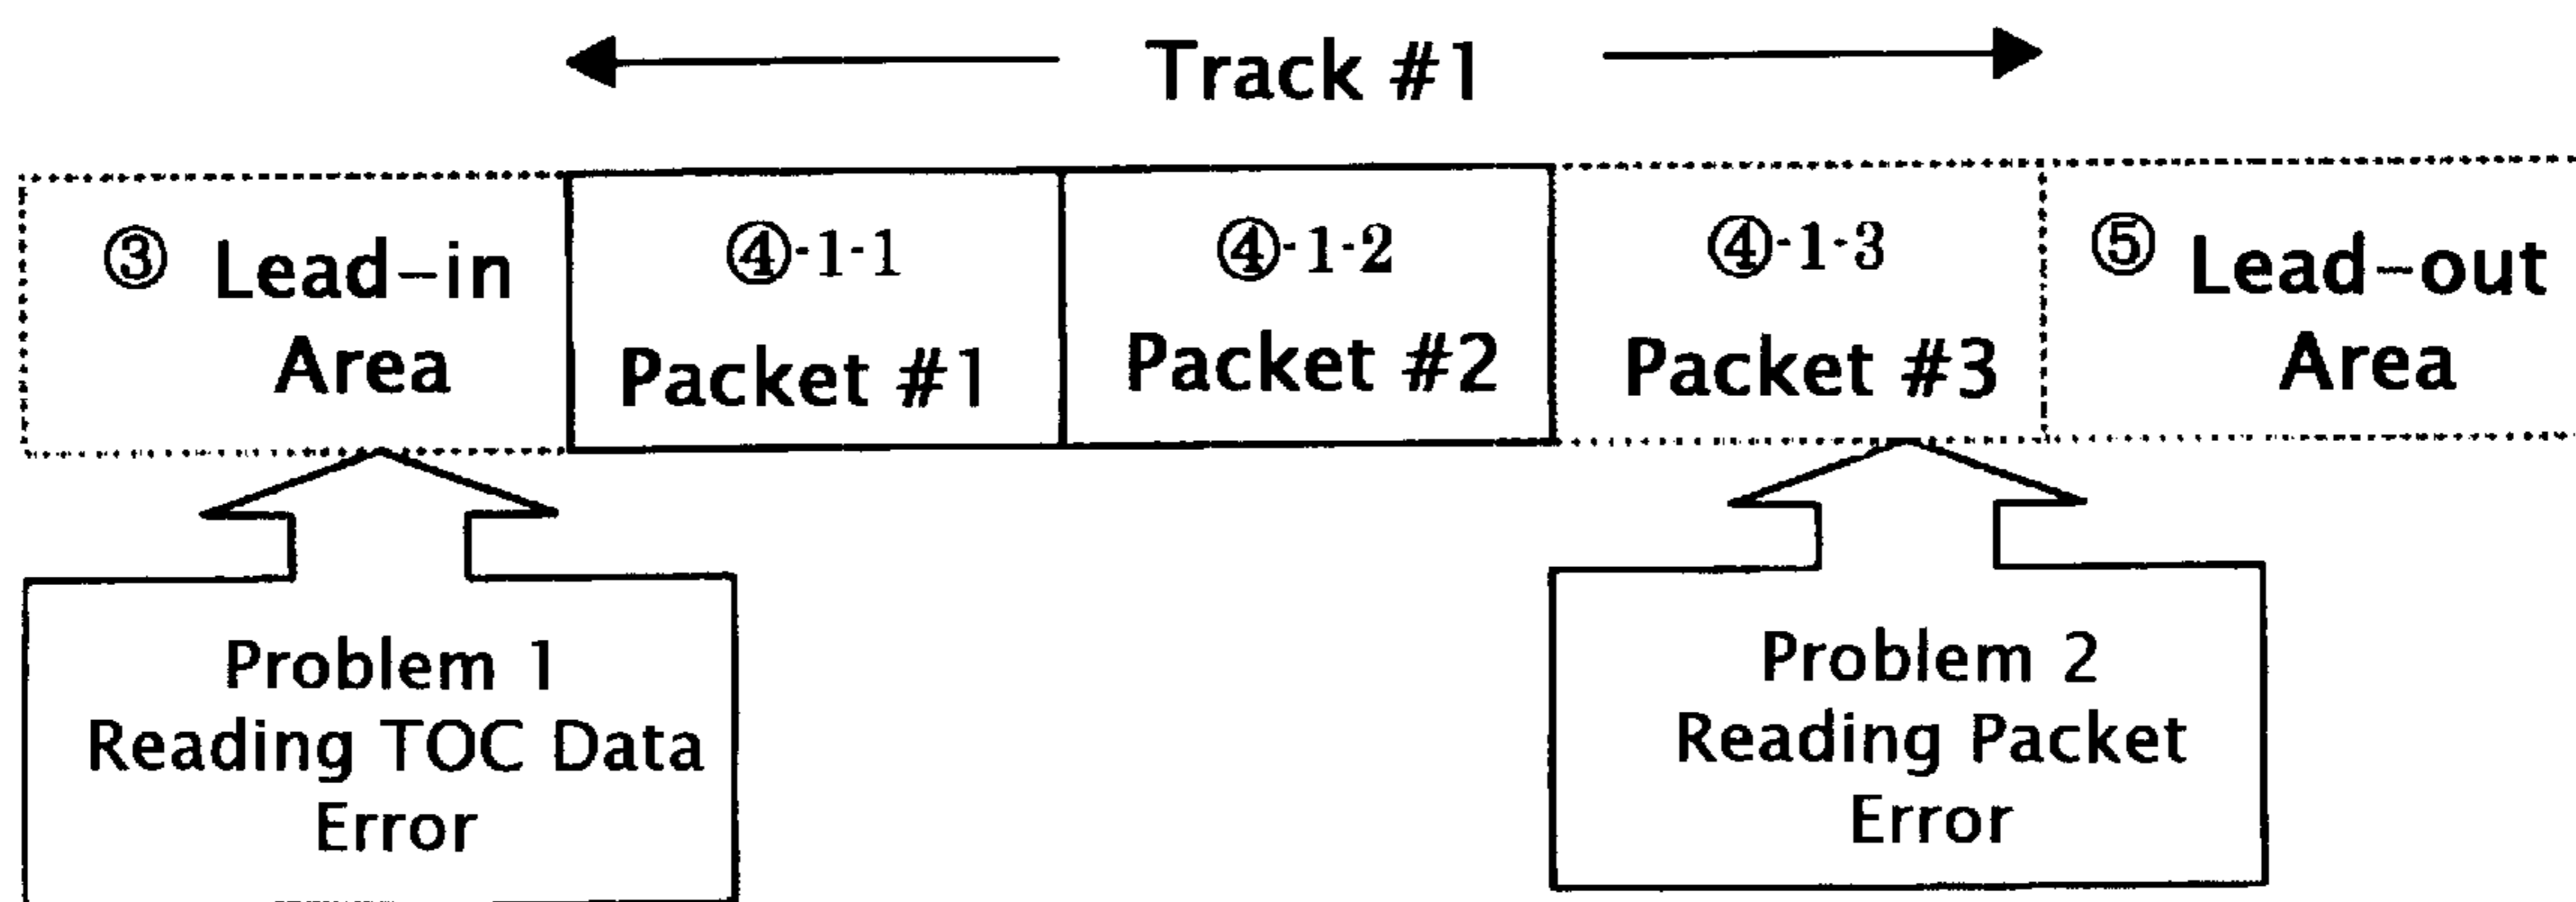 Track #1
③ Lead-in
Area
④-1-1
Packet #1
④-1-2
Packet #2
④-1-3
Packet #3
⑤ Lead-out
Area
Problem 1
Reading TOC Data
Error
Problem 2
Reading Packet
Error